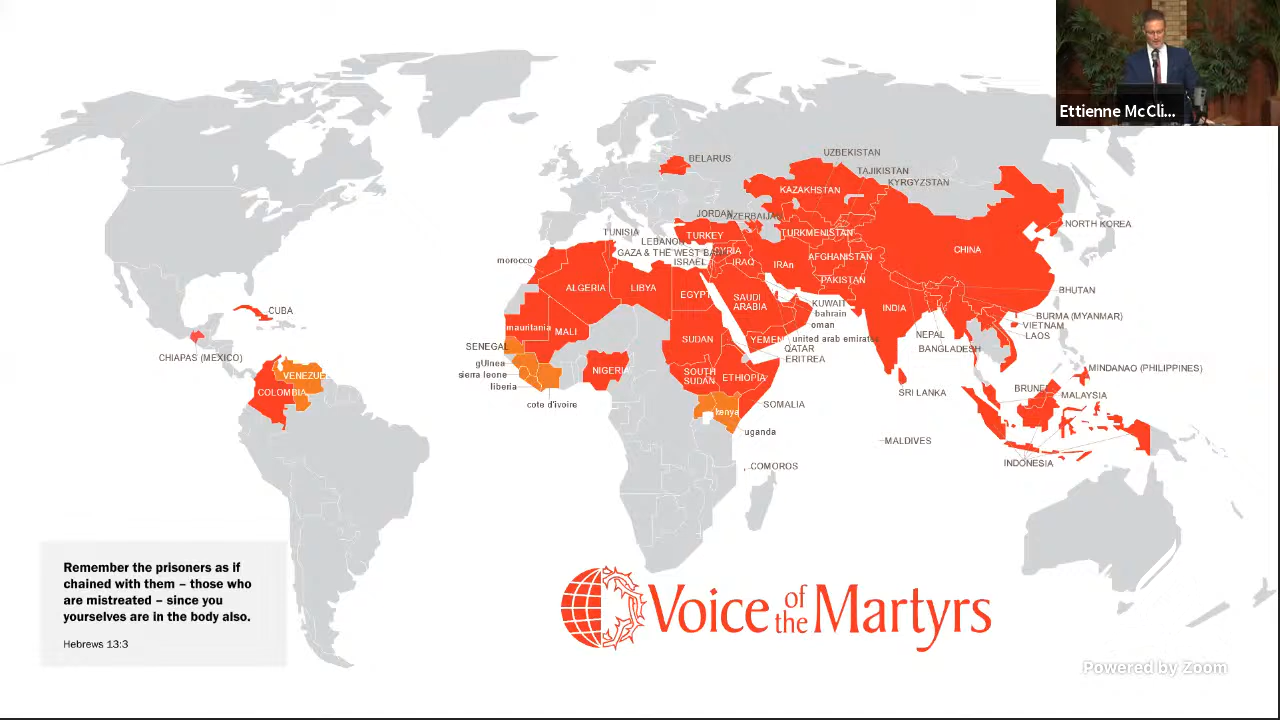 Ettienne McCli...
BELARUS
UZBEKISTAN
TAJIKISTAN
KYRGYZSTAN
KAZAKHSTAN
JORDAN
AZERBAIJAN
NORTH KOREA
TUNISIA
TURKEY
TURKMENISTAN
LEBANON
GAZA & THE WEST BANK
SYRIA
CHINA
morocco
ISRAEL
IRAQ
IRAn
AFGHANISTAN
PAKISTAN
ALGERIA
LIBYA
EGYPT
SAUDI
ARABIA
KUWAIT
bahrain
oman
INDIA
BHUTAN
CUBA
BURMA (MYANMAR)
VIETNAM
LAOS
mauritania
MALI
SUDAN
YEMEN
united arab emirates
NEPAL
BANGLADESH
SENEGAL
QATAR
ERITREA
CHIAPAS (MEXICO)
gUInea
sierra leone
liberia
NIGERIA
SOUTH
SUDAN
ETHIOPIA
MINDANAO (PHILIPPINES)
VENEZUEL
COLOMBIA
BRUNEI
MALAYSIA
SRI LANKA
cote d'ivoire
SOMALIA
kenya
uganda
MALDIVES
COMOROS
INDONESIA
Remember the prisoners as if
chained with them – those who
are mistreated – since you
yourselves are in the body also.
Hebrews 13:3
Voice of the Martyrs
Powered by Zoom